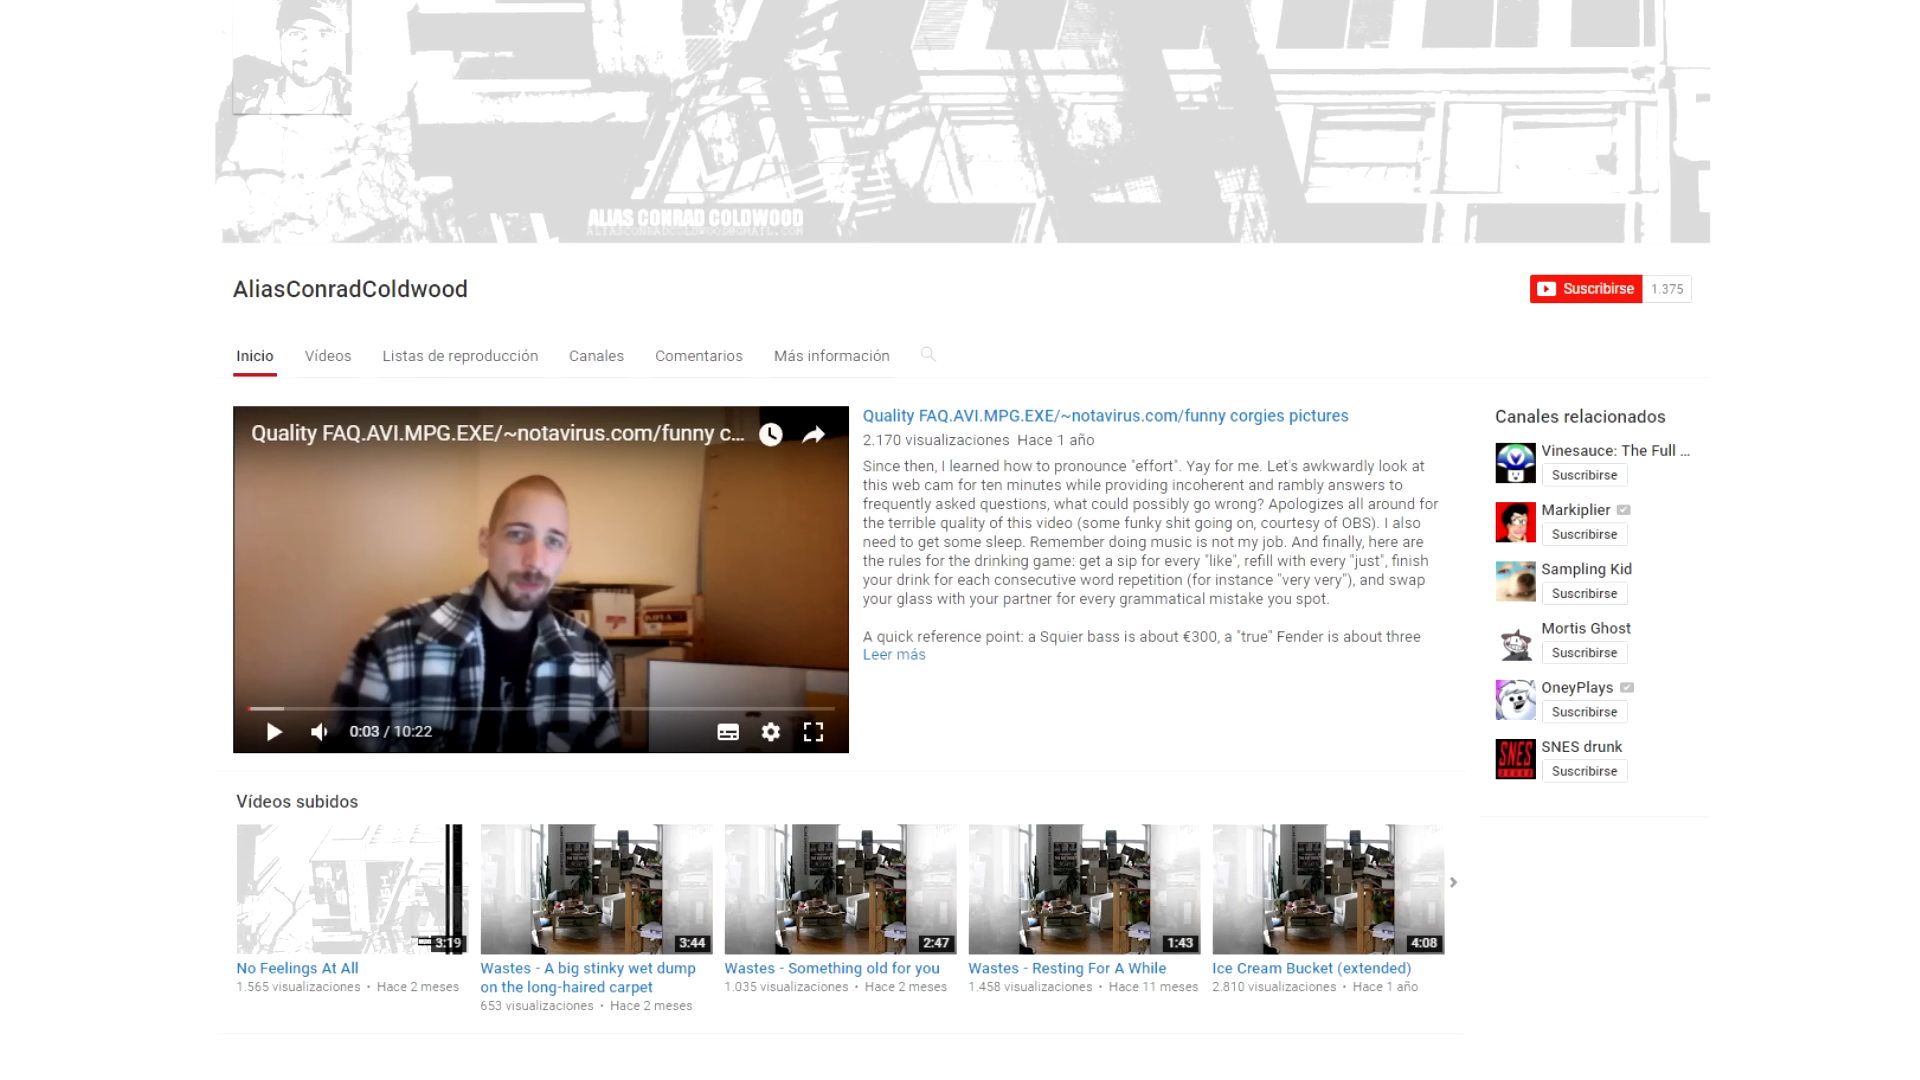 ALIAS CONRAD COLDWOOD
ALIASCONRADCOLDWOOD@GMAIL.COM
AliasConradColdwood
Suscribirse 1.375
Inicio Vídeos Listas de reproducción Canales Comentarios Más información
Quality FAQ.AVI.MPG.EXE/~notavirus.com/funny c...
0:03 / 10:22
Quality FAQ.AVI.MPG.EXE/~notavirus.com/funny corgies pictures
2.170 visualizaciones Hace 1 año
Since then, I learned how to pronounce "effort". Yay for me. Let's awkwardly look at
this web cam for ten minutes while providing incoherent and rambly answers to
frequently asked questions, what could possibly go wrong? Apologizes all around for
the terrible quality of this video (some funky shit going on, courtesy of OBS). I also
need to get some sleep. Remember doing music is not my job. And finally, here are
the rules for the drinking game: get a sip for every "like", refill with every "just", finish
your drink for each consecutive word repetition (for instance "very very"), and swap
your glass with your partner for every grammatical mistake you spot.
A quick reference point: a Squier bass is about €300, a "true" Fender is about three
Leer más
Canales relacionados
Vinesauce: The Full ...
Suscribirse
Markiplier
Suscribirse
Sampling Kid
Suscribirse
Mortis Ghost
Suscribirse
OneyPlays
Suscribirse
SNES
SNES drunk
Suscribirse
Vídeos subidos
3:19
No Feelings At All
1.565 visualizaciones • Hace 2 meses
3:44
Wastes - A big stinky wet dump
on the long-haired carpet
653 visualizaciones • Hace 2 meses
2:47
Wastes - Something old for you
1.035 visualizaciones • Hace 2 meses
1:43
Wastes - Resting For A While
1.458 visualizaciones • Hace 11 meses
4:08
Ice Cream Bucket (extended)
2.810 visualizaciones • Hace 1 año